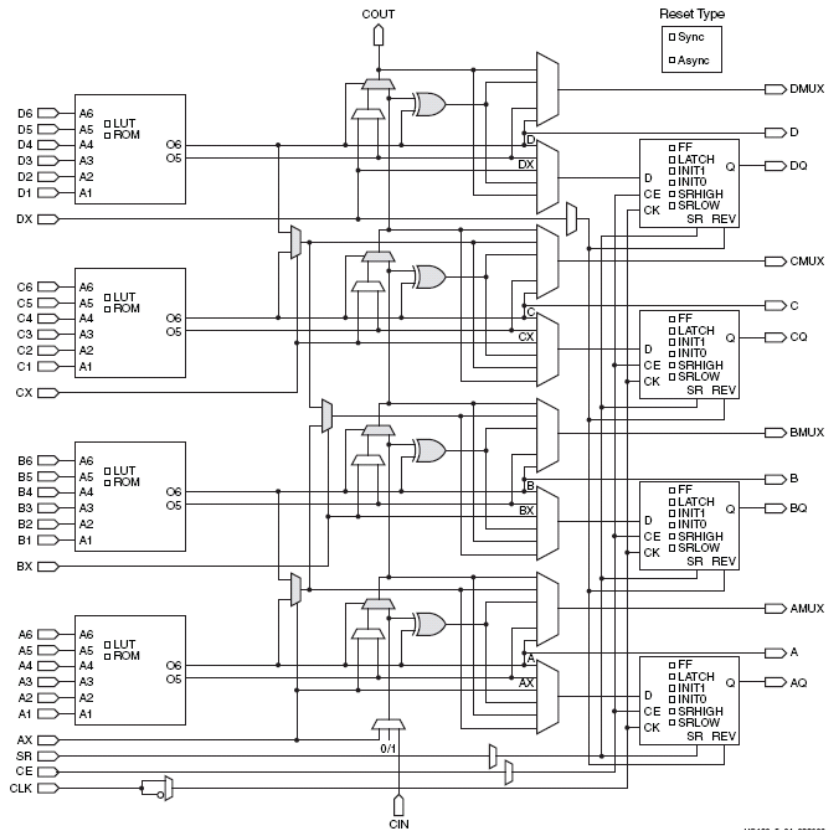 COUT
Reset Type
Sync
Async
DMUX
D6 A6
D5 A5 LUT
D4 A4 ROM O6
D3 A3 O5
D2 A2
D1 A1
DX
D
D
DX
FF
LATCH
INIT1
INIT0
SRHIGH
SRLOW
D
CE
CK
Q
SR REV
DQ
CMUX
C6 A6
C5 A5 LUT
C4 A4 ROM O6
C3 A3 O5
C2 A2
C1 A1
CX
C
C
CX
FF
LATCH
INIT1
INIT0
SRHIGH
SRLOW
D
CE
CK
Q
SR REV
CQ
BMUX
B6 A6
B5 A5 LUT
B4 A4 ROM O6
B3 A3 O5
B2 A2
B1 A1
BX
B
B
BX
FF
LATCH
INIT1
INIT0
SRHIGH
SRLOW
D
CE
CK
Q
SR REV
BQ
AMUX
A6 A6
A5 A5 LUT
A4 A4 ROM O6
A3 A3 O5
A2 A2
A1 A1
AX
A
A
AX
FF
LATCH
INIT1
INIT0
SRHIGH
SRLOW
D
CE
CK
Q
SR REV
AQ
0/1
SR
CE
CLK
CIN